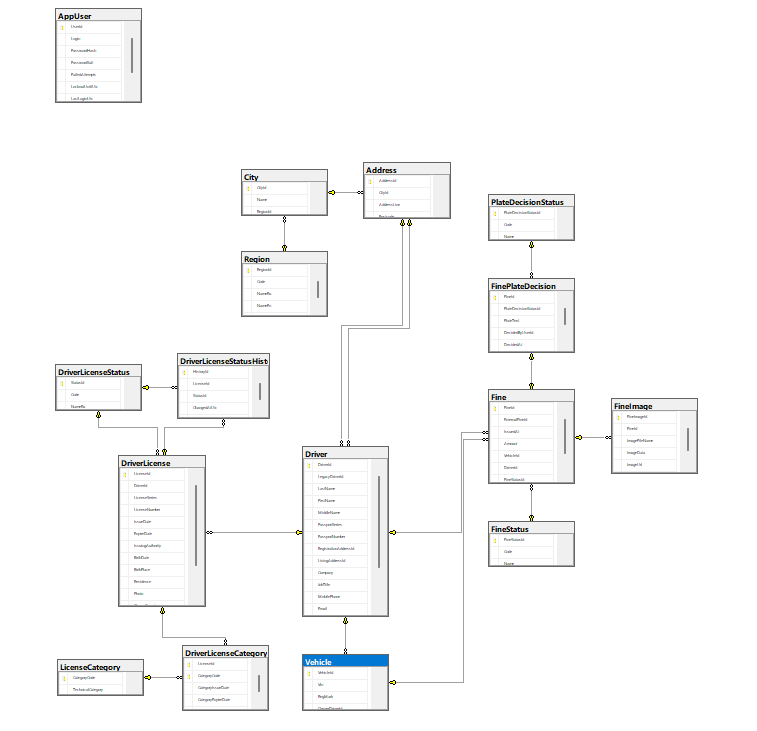 AppUser
UserId
Login
PasswordHash
PasswordSalt
FailedAttempts
LockoutUntilUtc
LastLoginUtc
City
CityId
Name
RegionId
Address
AddressId
CityId
AddressLine
Region
RegionId
Code
NameRu
PlateDecisionStatus
PlateDecisionStatusId
Code
Name
FinePlateDecision
FineId
PlateDecisionStatusId
PlateText
DecidedByUserId
DecidedAt
DriverLicenseStatus
StatusId
Code
NameRu
DriverLicenseStatusHist
HistoryId
LicenseId
StatusId
ChangedAtUtc
Fine
FineId
ExternalFineId
IssuedAt
Amount
VehicleId
DriverId
FineStatusId
FineImage
FineImageId
FineId
ImageFileName
ImageData
ImageUrl
FineStatus
FineStatusId
Code
Name
DriverLicense
LicenseId
DriverId
LicenseSeries
LicenseNumber
IssueDate
ExpireDate
IssuingAuthority
BirthDate
BirthPlace
Residence
Photo
Driver
DriverId
LegacyDriverId
LastName
FirstName
MiddleName
PassportSeries
PassportNumber
RegistrationAddressId
LivingAddressId
Company
JobTitle
MobilePhone
Email
LicenseCategory
CategoryCode
TechnicalCategory
DriverLicenseCategory
LicenseId
CategoryCode
CategoryIssueDate
CategoryExpireDate
Vehicle
VehicleId
Vin
RegMark
OwnerDriverId